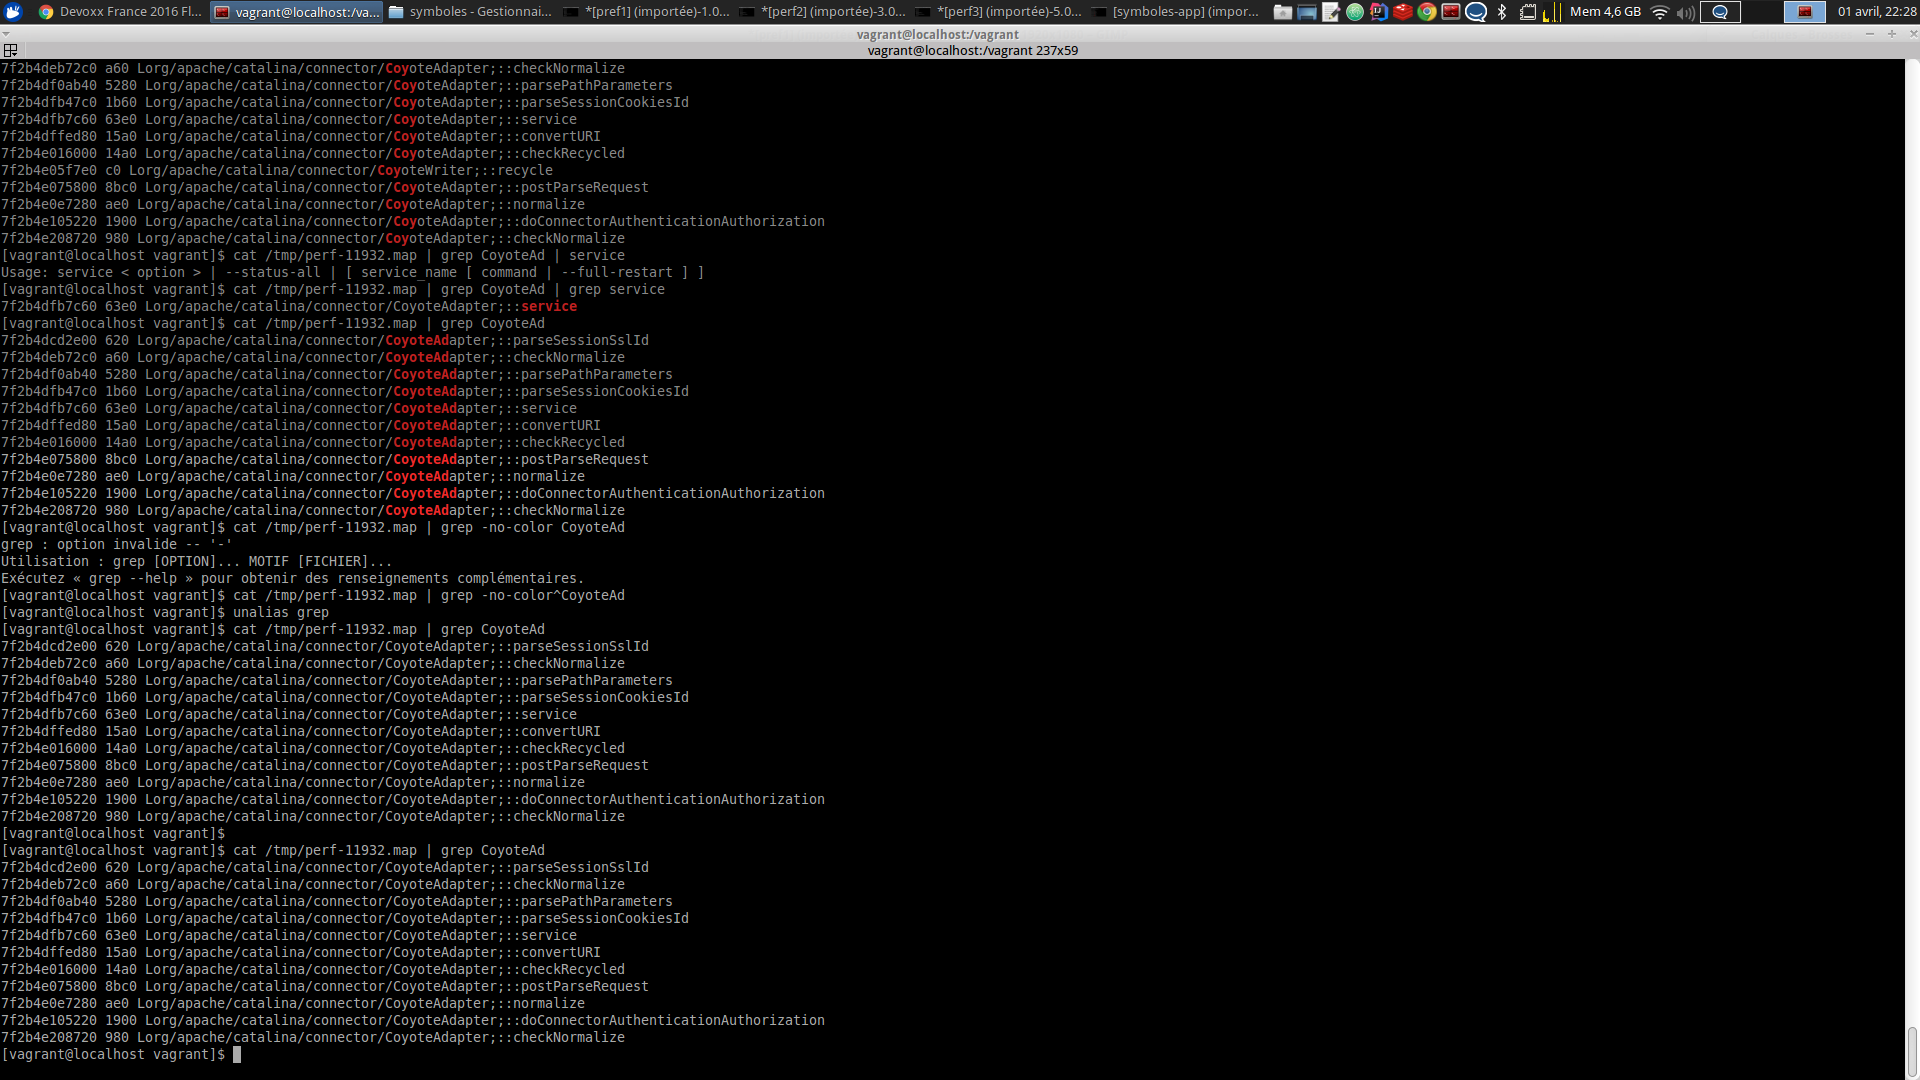 Devoxx France 2016 Fl... vagrant@localhost:/va... symboles - Gestionnai... *[pref1] (importée)-1.0... *[perf2] (importée)-3.0... *[perf3] (importée)-5.0... [symboles-app] (impor... Mem 4,6 GB 01 avril, 22:28
vagrant@localhost:/vagrant
vagrant@localhost:/vagrant 237x59
7f2b4deb72c0 a60 Lorg/apache/catalina/connector/CoyoteAdapter;::checkNormalize
7f2b4df0ab40 5280 Lorg/apache/catalina/connector/CoyoteAdapter;::parsePathParameters
7f2b4dfb47c0 1b60 Lorg/apache/catalina/connector/CoyoteAdapter;::parseSessionCookiesId
7f2b4dfb7c60 63e0 Lorg/apache/catalina/connector/CoyoteAdapter;::service
7f2b4dffed80 15a0 Lorg/apache/catalina/connector/CoyoteAdapter;::convertURI
7f2b4e016000 14a0 Lorg/apache/catalina/connector/CoyoteAdapter;::checkRecycled
7f2b4e05f7e0 c0 Lorg/apache/catalina/connector/CoyoteWriter;::recycle
7f2b4e075800 8bc0 Lorg/apache/catalina/connector/CoyoteAdapter;::postParseRequest
7f2b4e0e7280 ae0 Lorg/apache/catalina/connector/CoyoteAdapter;::normalize
7f2b4e105220 1900 Lorg/apache/catalina/connector/CoyoteAdapter;::doConnectorAuthenticationAuthorization
7f2b4e208720 980 Lorg/apache/catalina/connector/CoyoteAdapter;::checkNormalize
[vagrant@localhost vagrant]$ cat /tmp/perf-11932.map | grep CoyoteAd | service
Usage: service < option > | --status-all | [ service_name [ command | --full-restart ] ]
[vagrant@localhost vagrant]$ cat /tmp/perf-11932.map | grep CoyoteAd | grep service
7f2b4dfb7c60 63e0 Lorg/apache/catalina/connector/CoyoteAdapter;::service
[vagrant@localhost vagrant]$ cat /tmp/perf-11932.map | grep CoyoteAd
7f2b4dcd2e00 620 Lorg/apache/catalina/connector/CoyoteAdapter;::parseSessionSslId
7f2b4deb72c0 a60 Lorg/apache/catalina/connector/CoyoteAdapter;::checkNormalize
7f2b4df0ab40 5280 Lorg/apache/catalina/connector/CoyoteAdapter;::parsePathParameters
7f2b4dfb47c0 1b60 Lorg/apache/catalina/connector/CoyoteAdapter;::parseSessionCookiesId
7f2b4dfb7c60 63e0 Lorg/apache/catalina/connector/CoyoteAdapter;::service
7f2b4dffed80 15a0 Lorg/apache/catalina/connector/CoyoteAdapter;::convertURI
7f2b4e016000 14a0 Lorg/apache/catalina/connector/CoyoteAdapter;::checkRecycled
7f2b4e075800 8bc0 Lorg/apache/catalina/connector/CoyoteAdapter;::postParseRequest
7f2b4e0e7280 ae0 Lorg/apache/catalina/connector/CoyoteAdapter;::normalize
7f2b4e105220 1900 Lorg/apache/catalina/connector/CoyoteAdapter;::doConnectorAuthenticationAuthorization
7f2b4e208720 980 Lorg/apache/catalina/connector/CoyoteAdapter;::checkNormalize
[vagrant@localhost vagrant]$ cat /tmp/perf-11932.map | grep -no-color CoyoteAd
grep : option invalide -- '-'
Utilisation : grep [OPTION]... MOTIF [FICHIER]...
Exécutez « grep --help » pour obtenir des renseignements complémentaires.
[vagrant@localhost vagrant]$ cat /tmp/perf-11932.map | grep -no-color^CoyoteAd
[vagrant@localhost vagrant]$ unalias grep
[vagrant@localhost vagrant]$ cat /tmp/perf-11932.map | grep CoyoteAd
7f2b4dcd2e00 620 Lorg/apache/catalina/connector/CoyoteAdapter;::parseSessionSslId
7f2b4deb72c0 a60 Lorg/apache/catalina/connector/CoyoteAdapter;::checkNormalize
7f2b4df0ab40 5280 Lorg/apache/catalina/connector/CoyoteAdapter;::parsePathParameters
7f2b4dfb47c0 1b60 Lorg/apache/catalina/connector/CoyoteAdapter;::parseSessionCookiesId
7f2b4dfb7c60 63e0 Lorg/apache/catalina/connector/CoyoteAdapter;::service
7f2b4dffed80 15a0 Lorg/apache/catalina/connector/CoyoteAdapter;::convertURI
7f2b4e016000 14a0 Lorg/apache/catalina/connector/CoyoteAdapter;::checkRecycled
7f2b4e075800 8bc0 Lorg/apache/catalina/connector/CoyoteAdapter;::postParseRequest
7f2b4e0e7280 ae0 Lorg/apache/catalina/connector/CoyoteAdapter;::normalize
7f2b4e105220 1900 Lorg/apache/catalina/connector/CoyoteAdapter;::doConnectorAuthenticationAuthorization
7f2b4e208720 980 Lorg/apache/catalina/connector/CoyoteAdapter;::checkNormalize
[vagrant@localhost vagrant]$
[vagrant@localhost vagrant]$ cat /tmp/perf-11932.map | grep CoyoteAd
7f2b4dcd2e00 620 Lorg/apache/catalina/connector/CoyoteAdapter;::parseSessionSslId
7f2b4deb72c0 a60 Lorg/apache/catalina/connector/CoyoteAdapter;::checkNormalize
7f2b4df0ab40 5280 Lorg/apache/catalina/connector/CoyoteAdapter;::parsePathParameters
7f2b4dfb47c0 1b60 Lorg/apache/catalina/connector/CoyoteAdapter;::parseSessionCookiesId
7f2b4dfb7c60 63e0 Lorg/apache/catalina/connector/CoyoteAdapter;::service
7f2b4dffed80 15a0 Lorg/apache/catalina/connector/CoyoteAdapter;::convertURI
7f2b4e016000 14a0 Lorg/apache/catalina/connector/CoyoteAdapter;::checkRecycled
7f2b4e075800 8bc0 Lorg/apache/catalina/connector/CoyoteAdapter;::postParseRequest
7f2b4e0e7280 ae0 Lorg/apache/catalina/connector/CoyoteAdapter;::normalize
7f2b4e105220 1900 Lorg/apache/catalina/connector/CoyoteAdapter;::doConnectorAuthenticationAuthorization
7f2b4e208720 980 Lorg/apache/catalina/connector/CoyoteAdapter;::checkNormalize
[vagrant@localhost vagrant]$